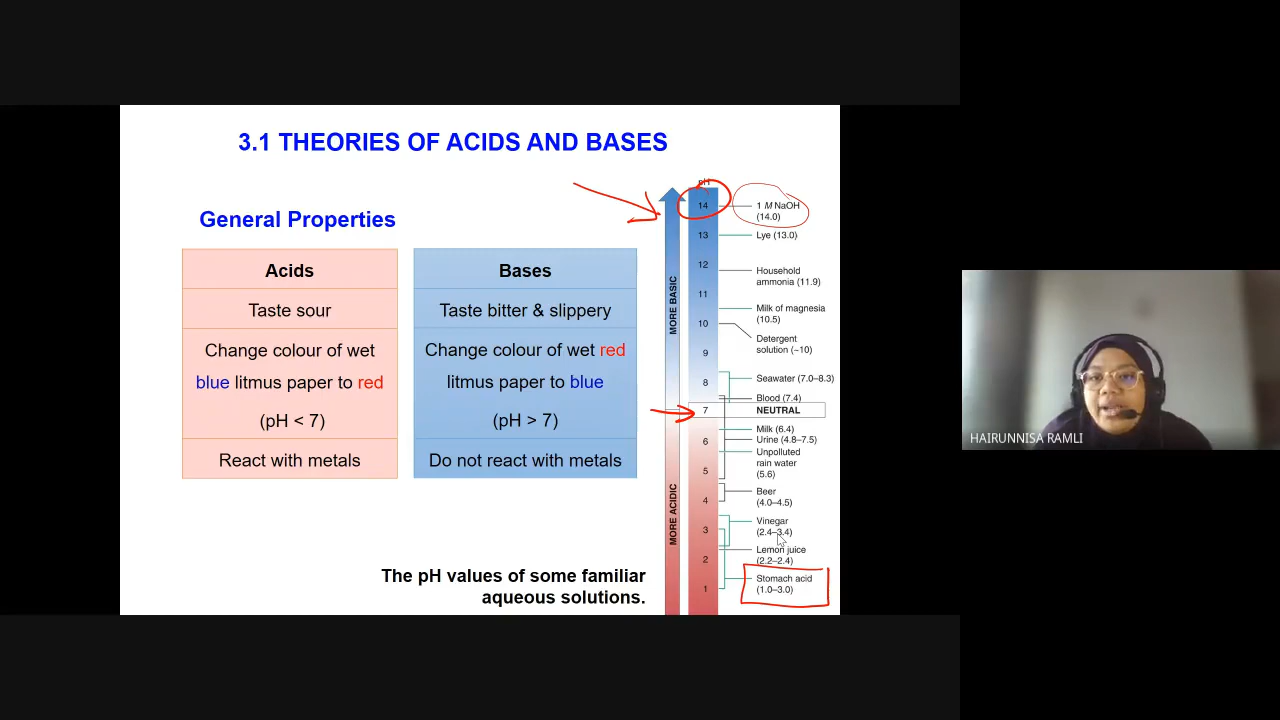 3.1 THEORIES OF ACIDS AND BASES
General Properties
Acids
Taste sour
Change colour of wet
blue litmus paper to red
(pH < 7)
React with metals
Bases
Taste bitter & slippery
Change colour of wet red
litmus paper to blue
(pH > 7)
Do not react with metals
The pH values of some familiar
aqueous solutions.
MORE BASIC
MORE ACIDIC
pH
14
13
12
11
10
9
8
7
6
5
4
3
2
1
1 M NaOH
(14.0)
Lye (13.0)
Household
ammonia (11.9)
Milk of magnesia
(10.5)
Detergent
solution (~10)
Seawater (7.0–8.3)
Blood (7.4)
NEUTRAL
Milk (6.4)
Urine (4.8–7.5)
Unpolluted
rain water
(5.6)
Beer
(4.0–4.5)
Vinegar
(2.4–3.4)
Lemon juice
(2.2–2.4)
Stomach acid
(1.0–3.0)
HAIRUNNISA RAMLI